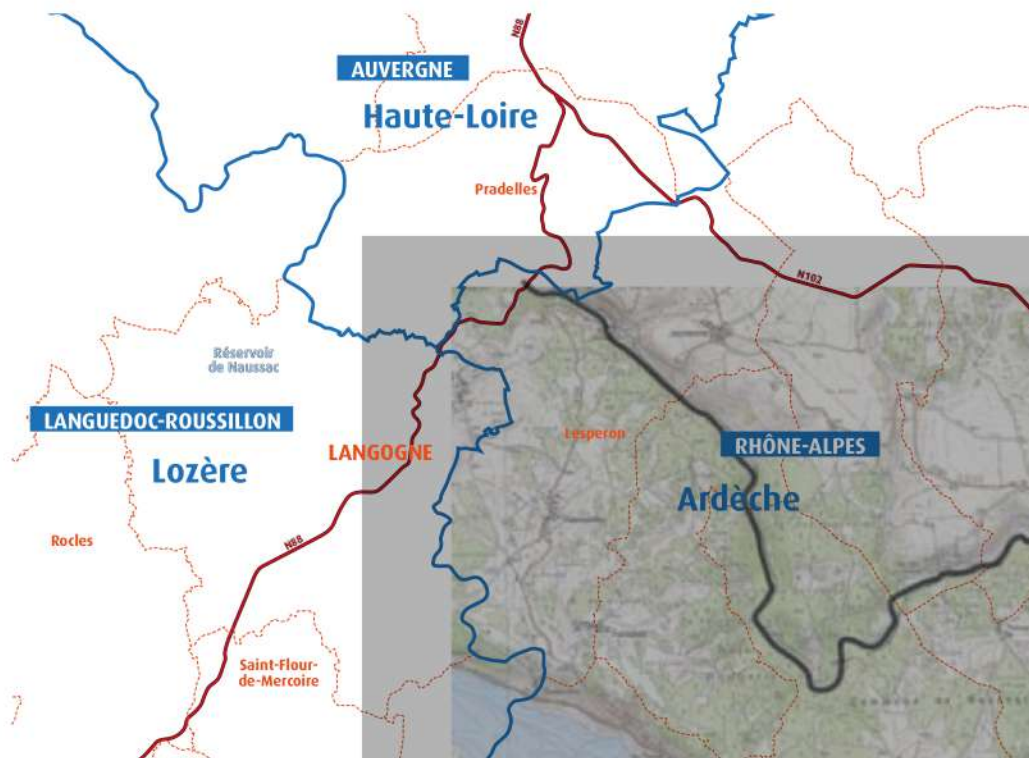 N88
AUVERGNE
Haute-Loire
Pradelles
N102
Réservoir
de Naussac
LANGUEDOC-ROUSSILLON
LANGOGNE
Lesperon
RHÔNE-ALPES
Lozère
Ardèche
Rocles
N88
Saint-Flour-
de-Mercoire